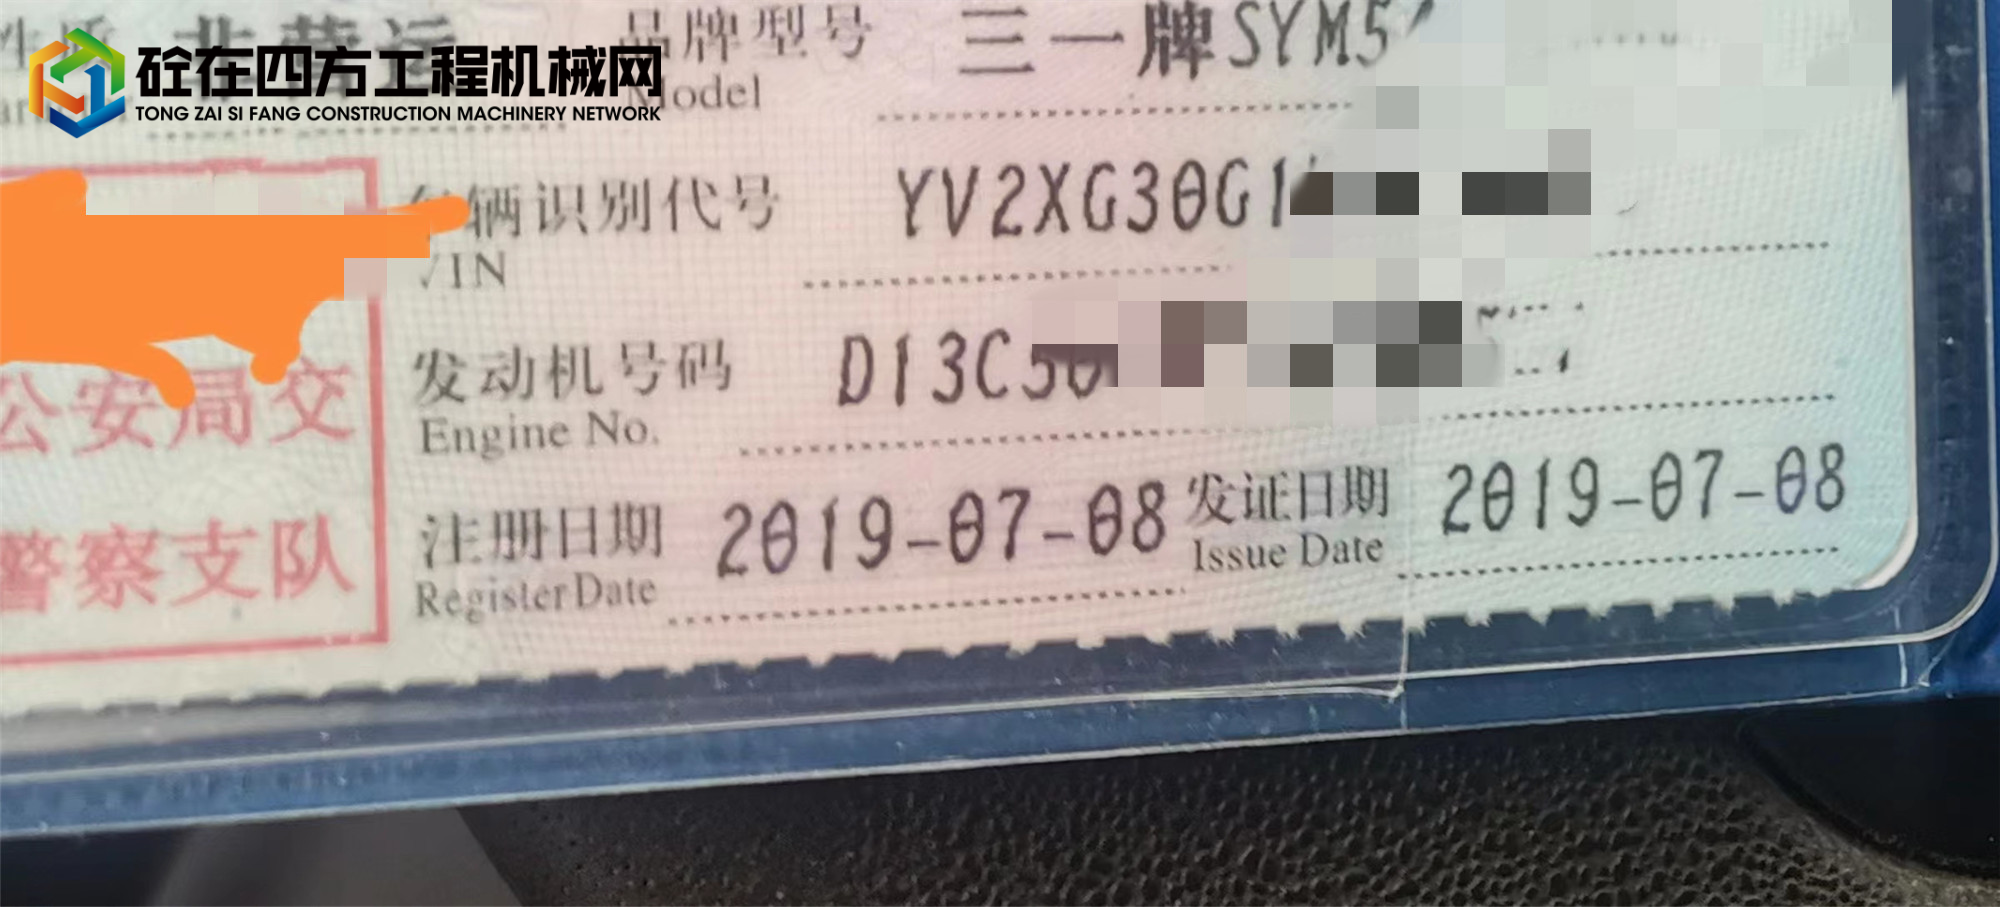 砼在四方工程机械网
TONG ZAI SI FANG CONSTRUCTION MACHINERY NETWORK
品牌型号 三一牌SYM5
Model
车辆识别代号 YV2XG30G1
VIN
发动机号码 D13C50
Engine No.
注册日期 2019-07-08 发证日期 2019-07-08
Register Date Issue Date
公安局交
警察支队